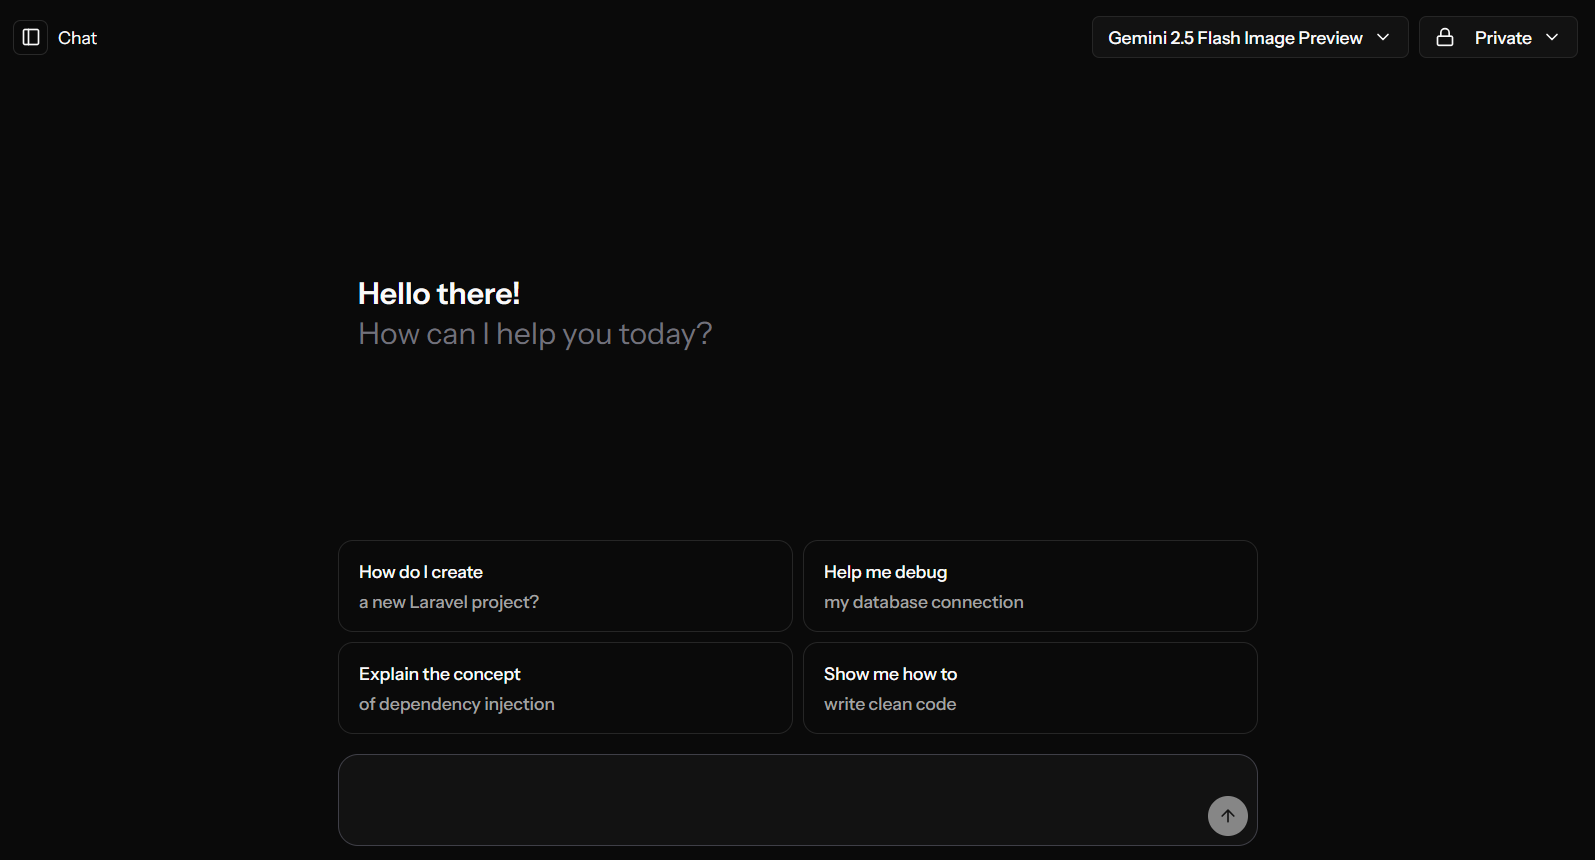 Chat
Gemini 2.5 Flash Image Preview
Private
Hello there!
How can I help you today?
How do I create
a new Laravel project?
Help me debug
my database connection
Explain the concept
of dependency injection
Show me how to
write clean code